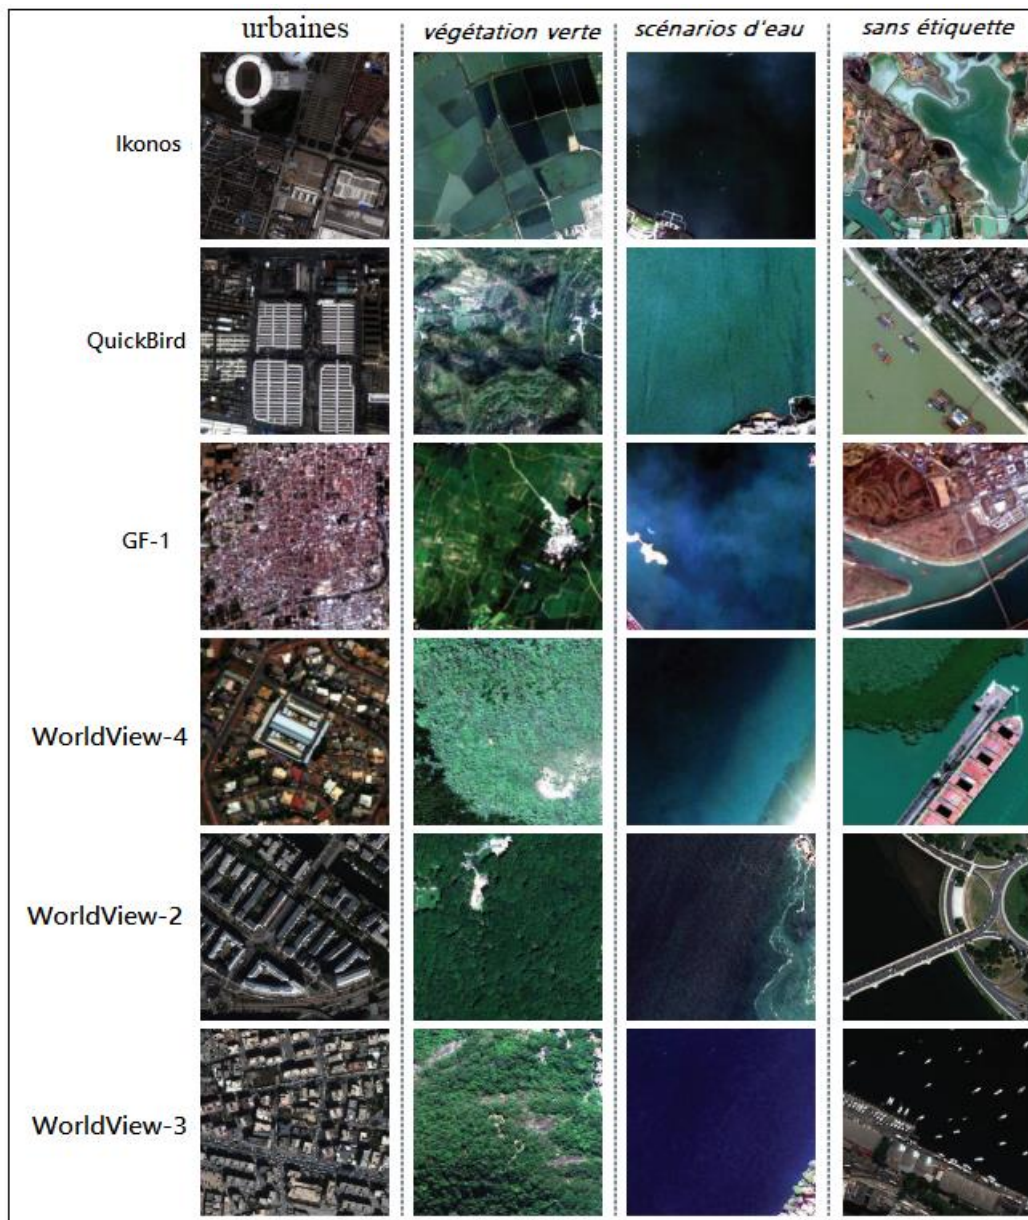 urbaines
végétation verte
scénarios d'eau
sans étiquette
Ikonos
QuickBird
GF-1
WorldView-4
WorldView-2
WorldView-3